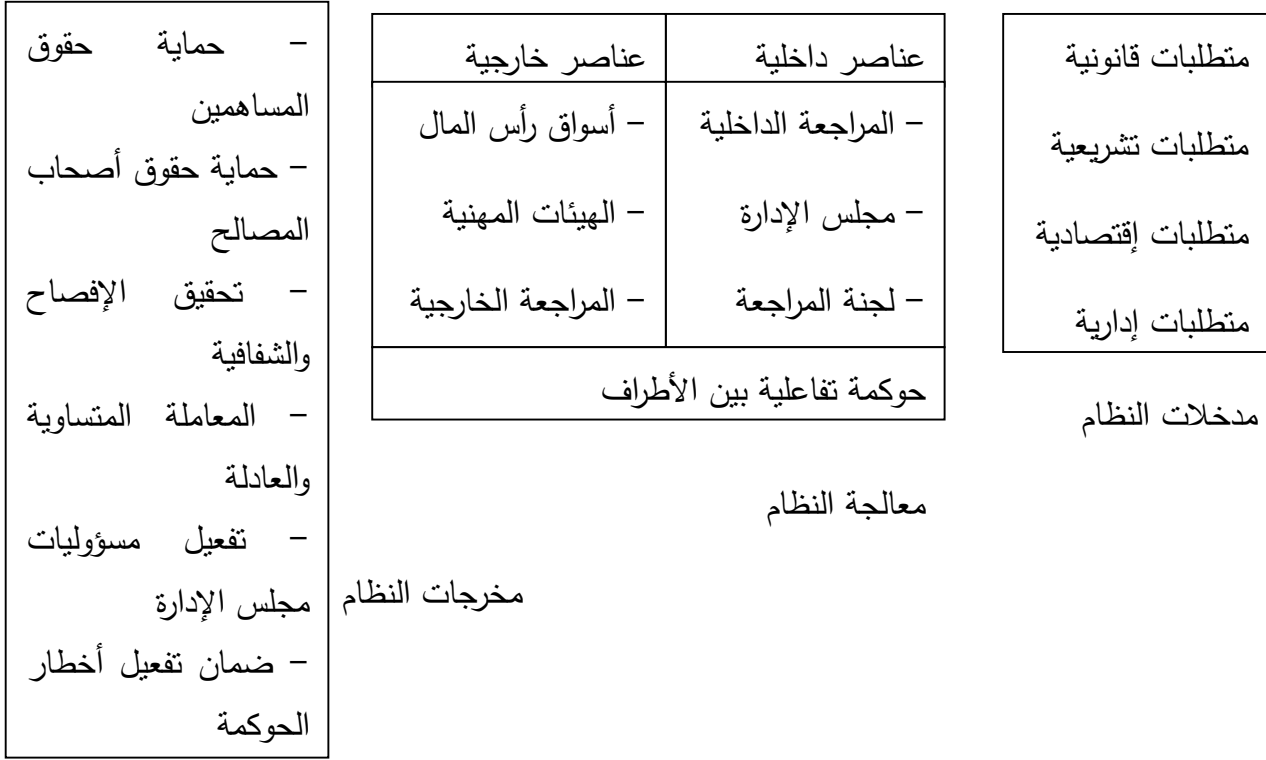 متطلبات قانونية
متطلبات تشريعية
متطلبات إقتصادية
متطلبات إدارية
مدخلات النظام
عناصر داخلية
– المراجعة الداخلية
– مجلس الإدارة
– لجنة المراجعة
عناصر خارجية
– أسواق رأس المال
– الهيئات المهنية
– المراجعة الخارجية
حوكمة تفاعلية بين الأطراف
معالجة النظام
– حماية حقوق
المساهمين
– حماية حقوق أصحاب
المصالح
– تحقيق الإفصاح
والشفافية
– المعاملة المتساوية
والعادلة
– تفعيل مسؤوليات
مجلس الإدارة
– ضمان تفعيل أخطار
الحوكمة
مخرجات النظام